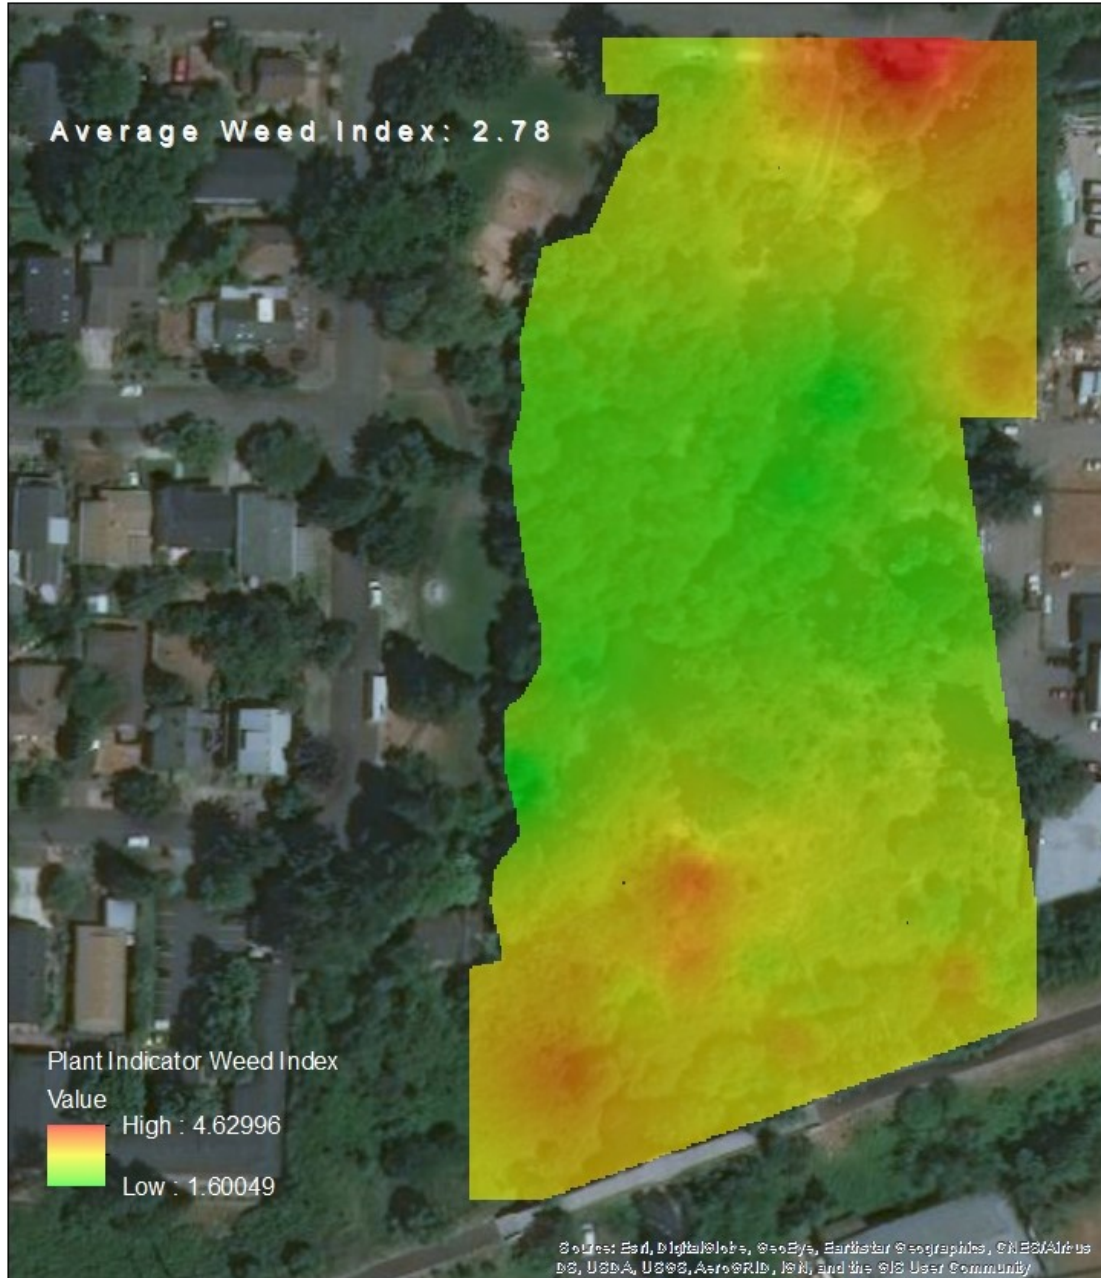 Average Weed Index: 2.78
Plant Indicator Weed Index
Value
High : 4.62996
Low : 1.60049
Source: Esri, DigitalGlobe, GeoEye, Earthstar Geographics, CNES/Airbus
DS, USDA, USGS, AeroGRID, IGN, and the GIS User Community